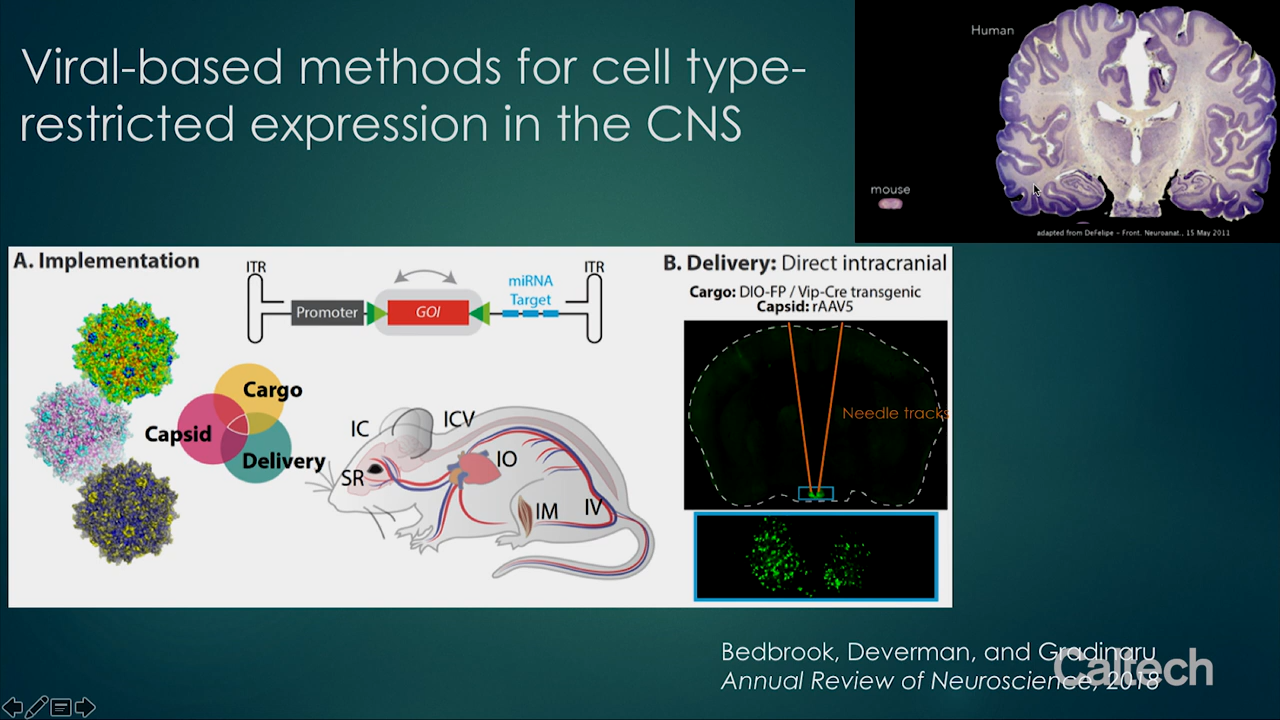 Viral-based methods for cell type-
restricted expression in the CNS
Human
mouse
adapted from DeFelipe – Front. Neuroanat., 15 May 2011
A. Implementation
ITR
Promoter
GOI
miRNA
Target
ITR
Cargo
Capsid
Delivery
IC
ICV
SR
IO
IM
IV
B. Delivery: Direct intracranial
Cargo: DIO-FP / Vip-Cre transgenic
Capsid: rAAV5
Needle tracks
Bedbrook, Deverman, and Gradinaru
Annual Review of Neuroscience, 2018
Caltech